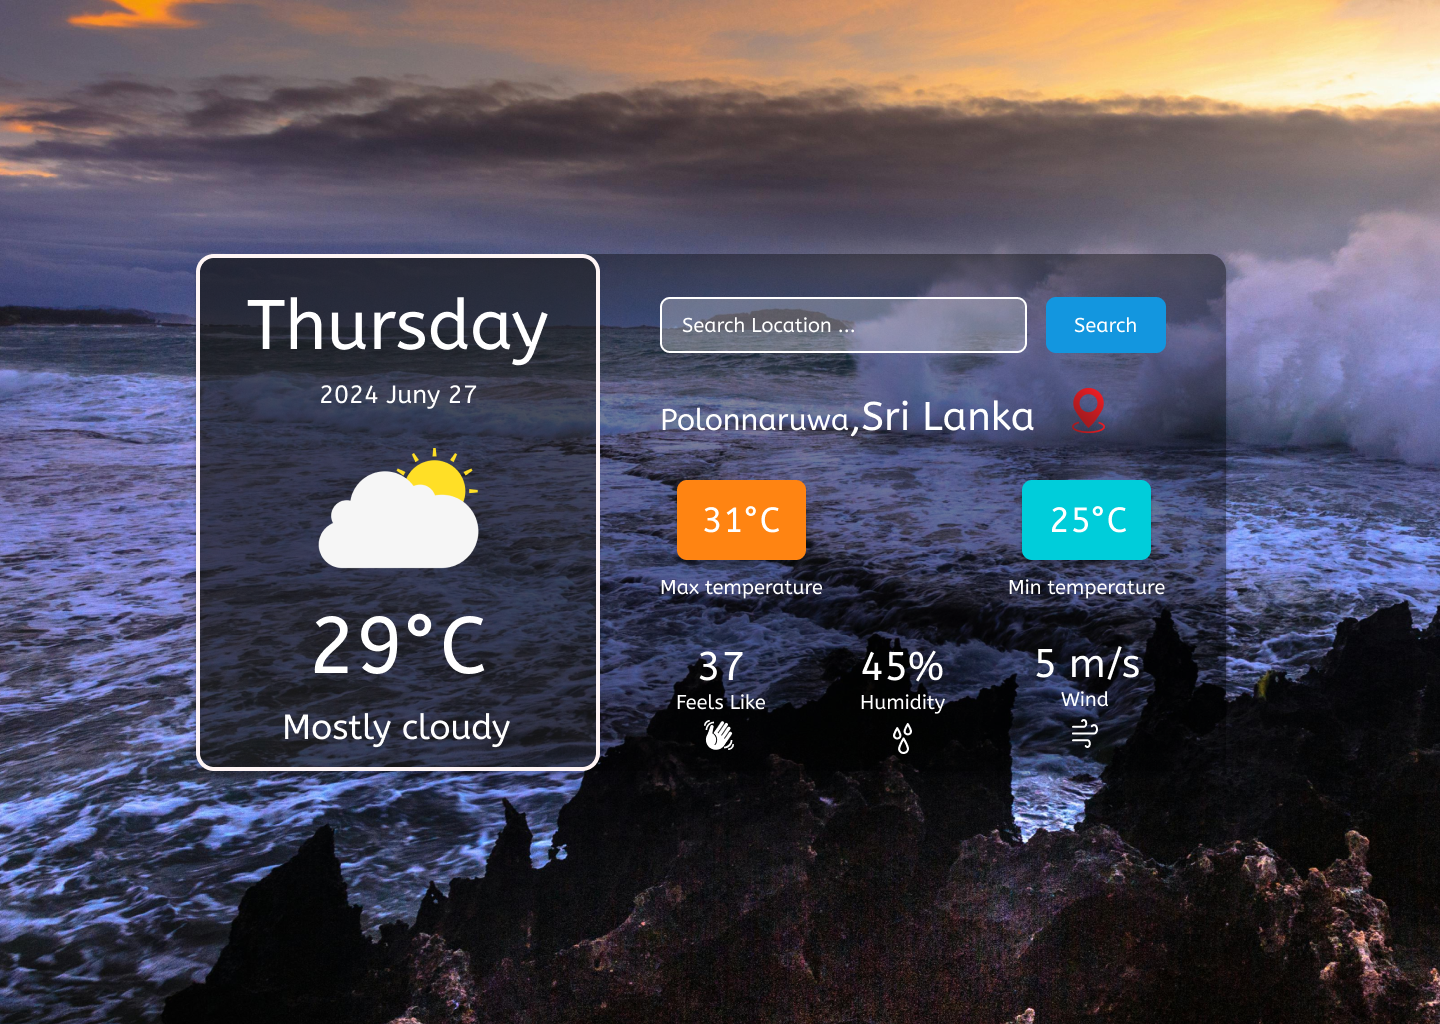 Thursday
2024 Juny 27
29°C
Mostly cloudy
Search Location ...
Search
Polonnaruwa,Sri Lanka
31°C
25°C
Max temperature
Min temperature
37
45%
5 m/s
Feels Like
Humidity
Wind